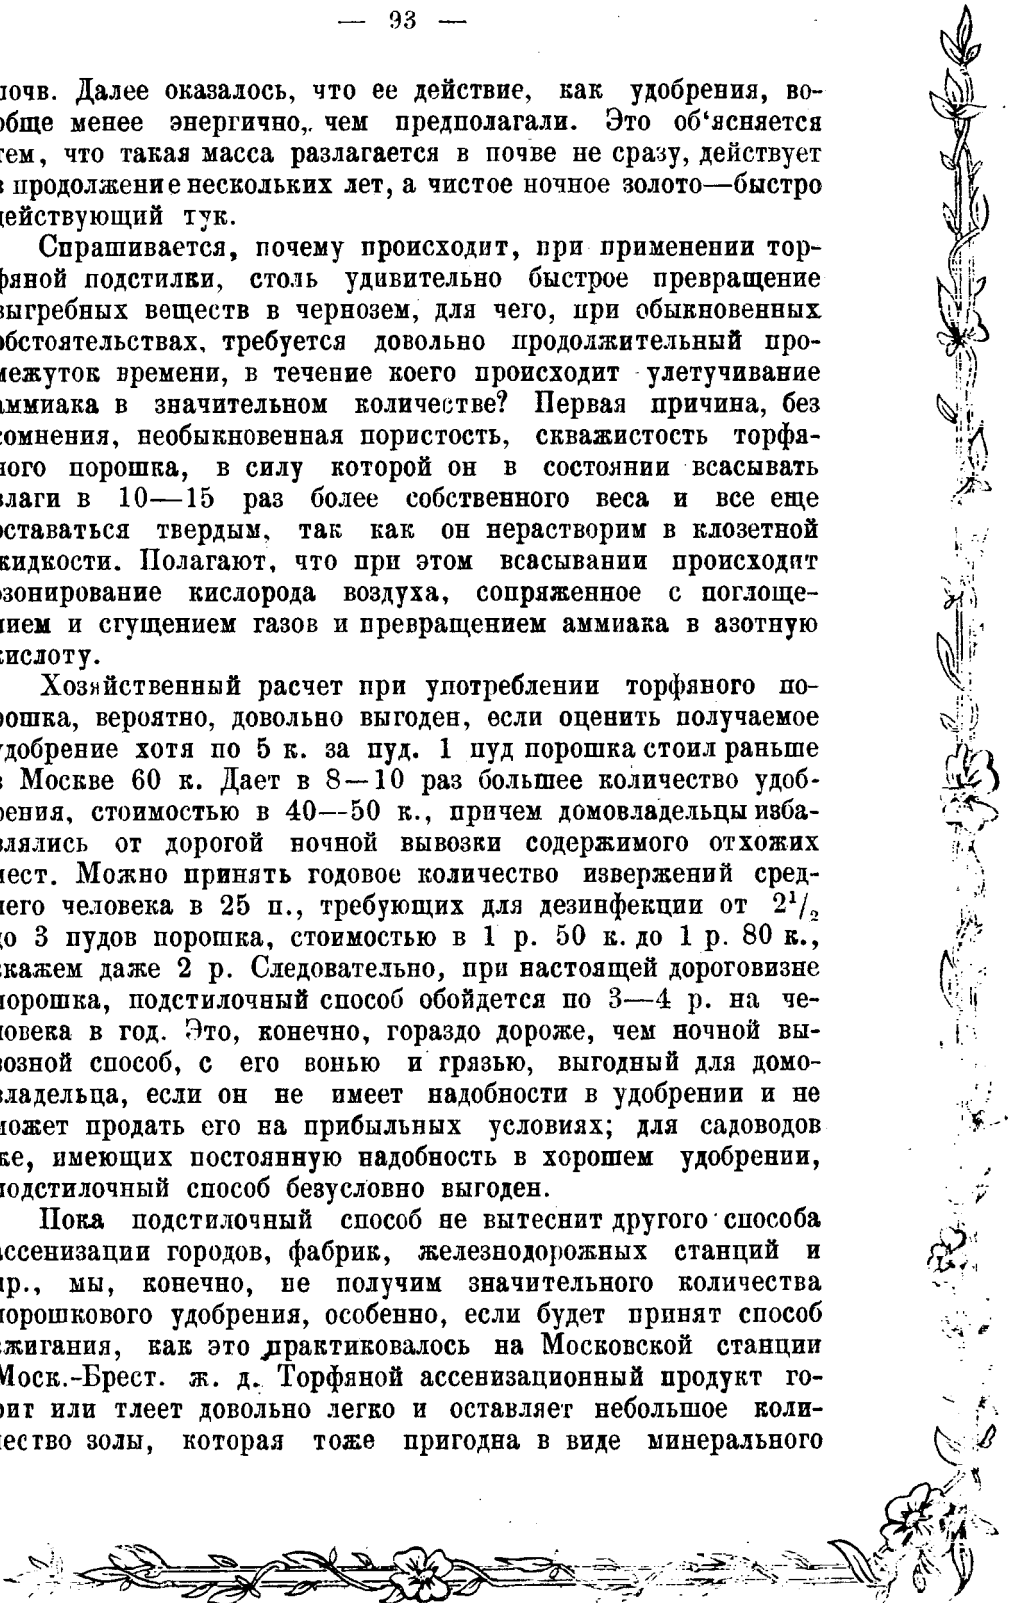 — 93 —
почв. Далее оказалось, что ее действие, как удобрения, во-
обще менее энергично,. чем предполагали. Это об‘ясняется
тем, что такая масса разлагается в почве не сразу, действует
в продолжение нескольких лет, а чистое ночное золото—быстро
действующий тук.
Спрашивается, почему происходит, при применении тор-
фяной подстилки, столь удивительно быстрое превращение
выгребных веществ в чернозем, для чего, при обыкновенных
обстоятельствах, требуется довольно продолжительный про-
межуток времени, в течение коего происходит улетучивание
аммиака в значительном количестве? Первая причина, без
сомнения, необыкновенная пористость, скважистость торфя-
ного порошка, в силу которой он в состоянии всасывать
влаги в 10—15 раз более собственного веса и все еще
оставаться твердым, так как он нерастворим в клозетной
жидкости. Полагают, что при этом всасывании происходит
озонирование кислорода воздуха, сопряженное с поглоще-
нием и сгущением газов и превращением аммиака в азотную
кислоту.
Хозяйственный расчет при употреблении торфяного по-
рошка, вероятно, довольно выгоден, если оценить получаемое
удобрение хотя по 5 к. за пуд. 1 пуд порошка стоил раньше
в Москве 60 к. Дает в 8—10 раз большее количество удоб-
рения, стоимостью в 40—50 к., причем домовладельцы изба-
влялись от дорогой ночной вывозки содержимого отхожих
мест. Можно принять годовое количество извержений сред-
него человека в 25 п., требующих для дезинфекции от 2¹/₂
до 3 пудов порошка, стоимостью в 1 р. 50 к. до 1 р. 80 к.,
скажем даже 2 р. Следовательно, при настоящей дороговизне
порошка, подстилочный способ обойдется по 3—4 р. на че-
ловека в год. Это, конечно, гораздо дороже, чем ночной вы-
возной способ, с его вонью и грязью, выгодный для домо-
владельца, если он не имеет надобности в удобрении и не
может продать его на прибыльных условиях; для садоводов
же, имеющих постоянную надобность в хорошем удобрении,
подстилочный способ безусловно выгоден.
Пока подстилочный способ не вытеснит другого способа
ассенизации городов, фабрик, железнодорожных станций и
пр., мы, конечно, не получим значительного количества
порошкового удобрения, особенно, если будет принят способ
сжигания, как это практиковалось на Московской станции
Моск.-Брест. ж. д. Торфяной ассенизационный продукт го-
рит или тлеет довольно легко и оставляет небольшое коли-
чество золы, которая тоже пригодна в виде минерального